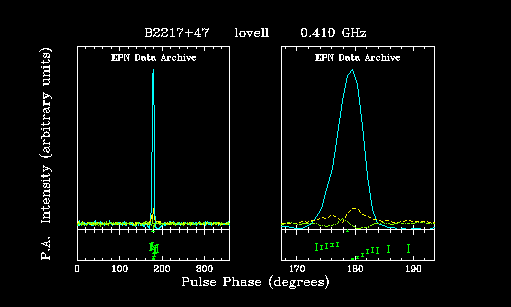 B2217+47 lovell 0.410 GHz
EPN Data Archive
EPN Data Archive
P.A. Intensity (arbitrary units)
0 100 200 300
170 180 190
Pulse Phase (degrees)